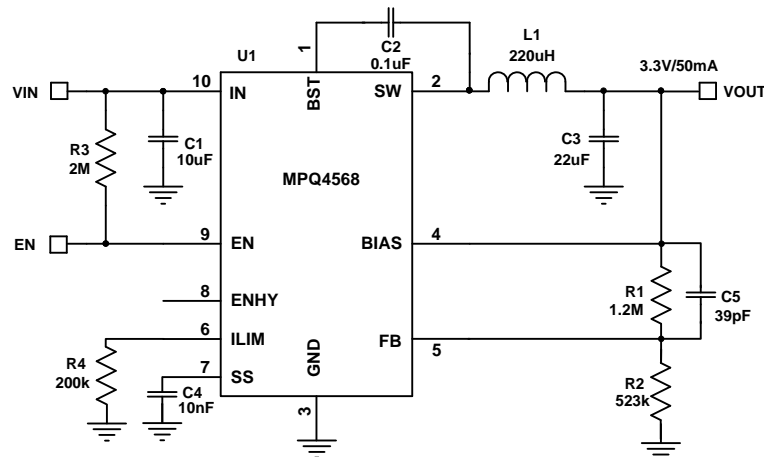 U1
1
C2
0.1uF
L1
220uH
3.3V/50mA
VIN
10
IN
BST
SW
2
VOUT
R3
2M
C1
10uF
C3
22uF
MPQ4568
EN
9
EN
BIAS
4
8
ENHY
R1
1.2M
C5
39pF
6
ILIM
FB
5
R4
200k
7
SS
GND
C4
10nF
3
R2
523k